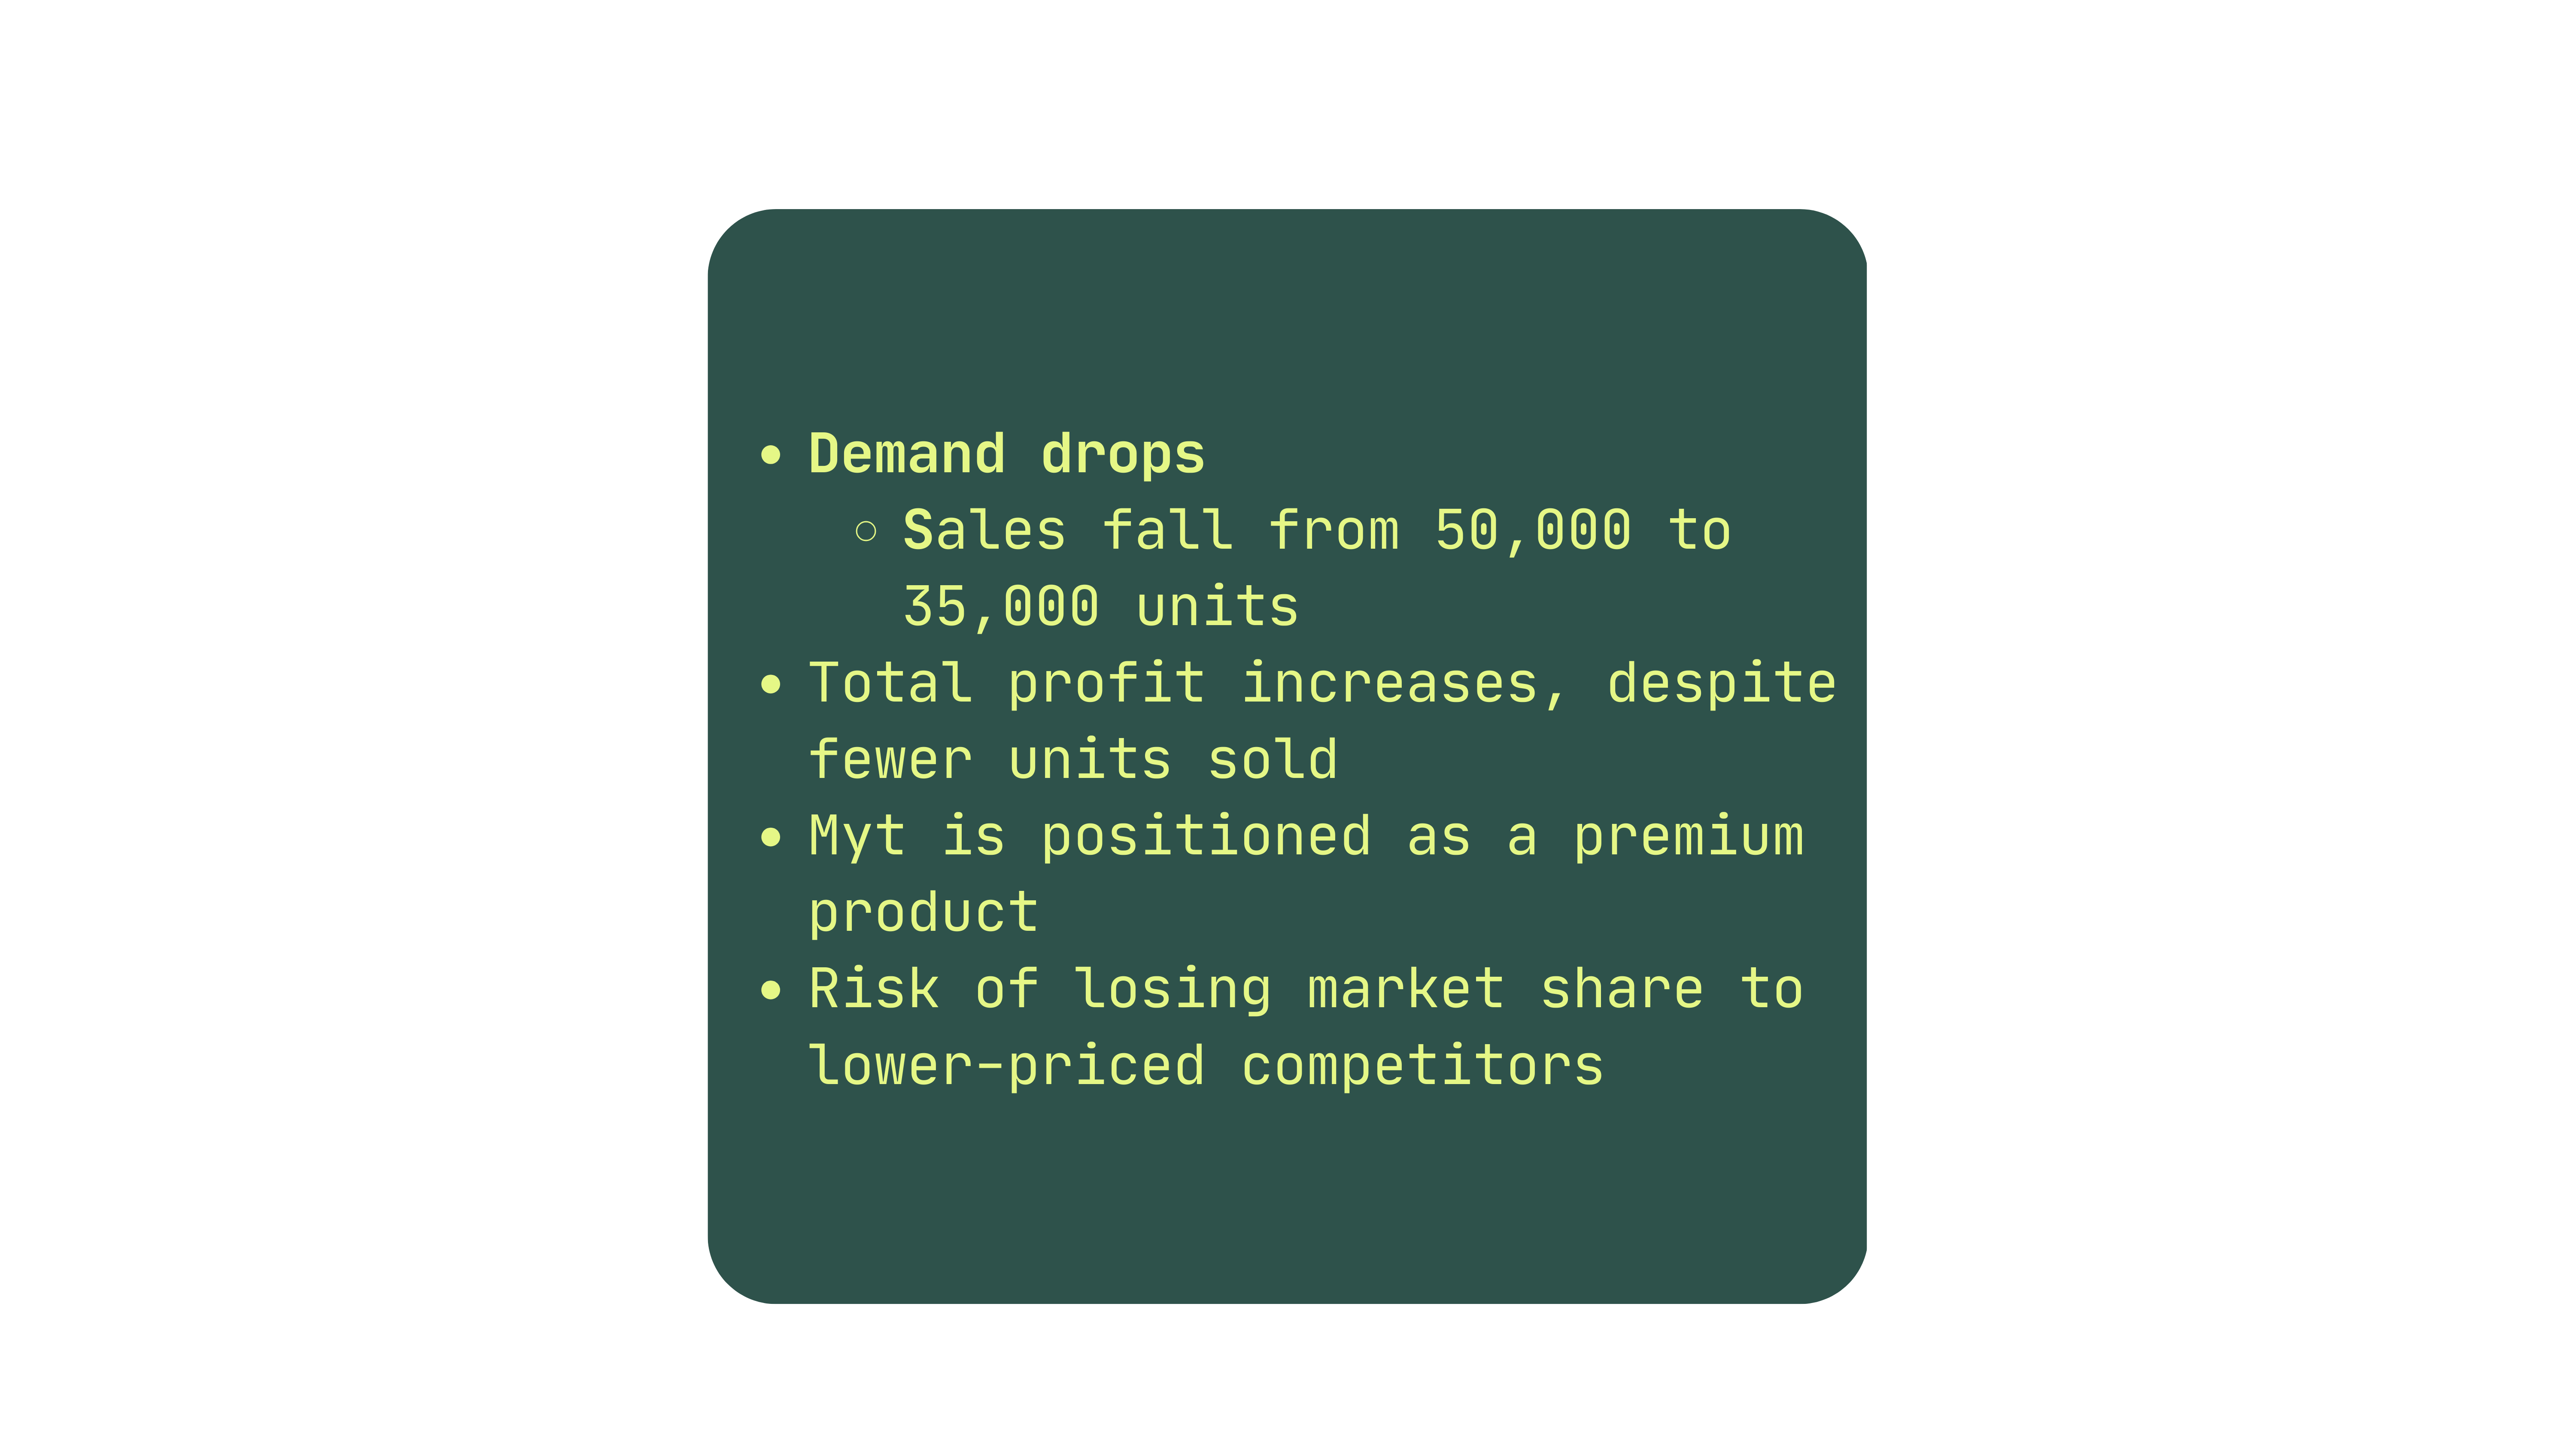 • Demand drops
○ Sales fall from 50,000 to
35,000 units
• Total profit increases, despite
fewer units sold
• Myt is positioned as a premium
product
• Risk of losing market share to
lower-priced competitors